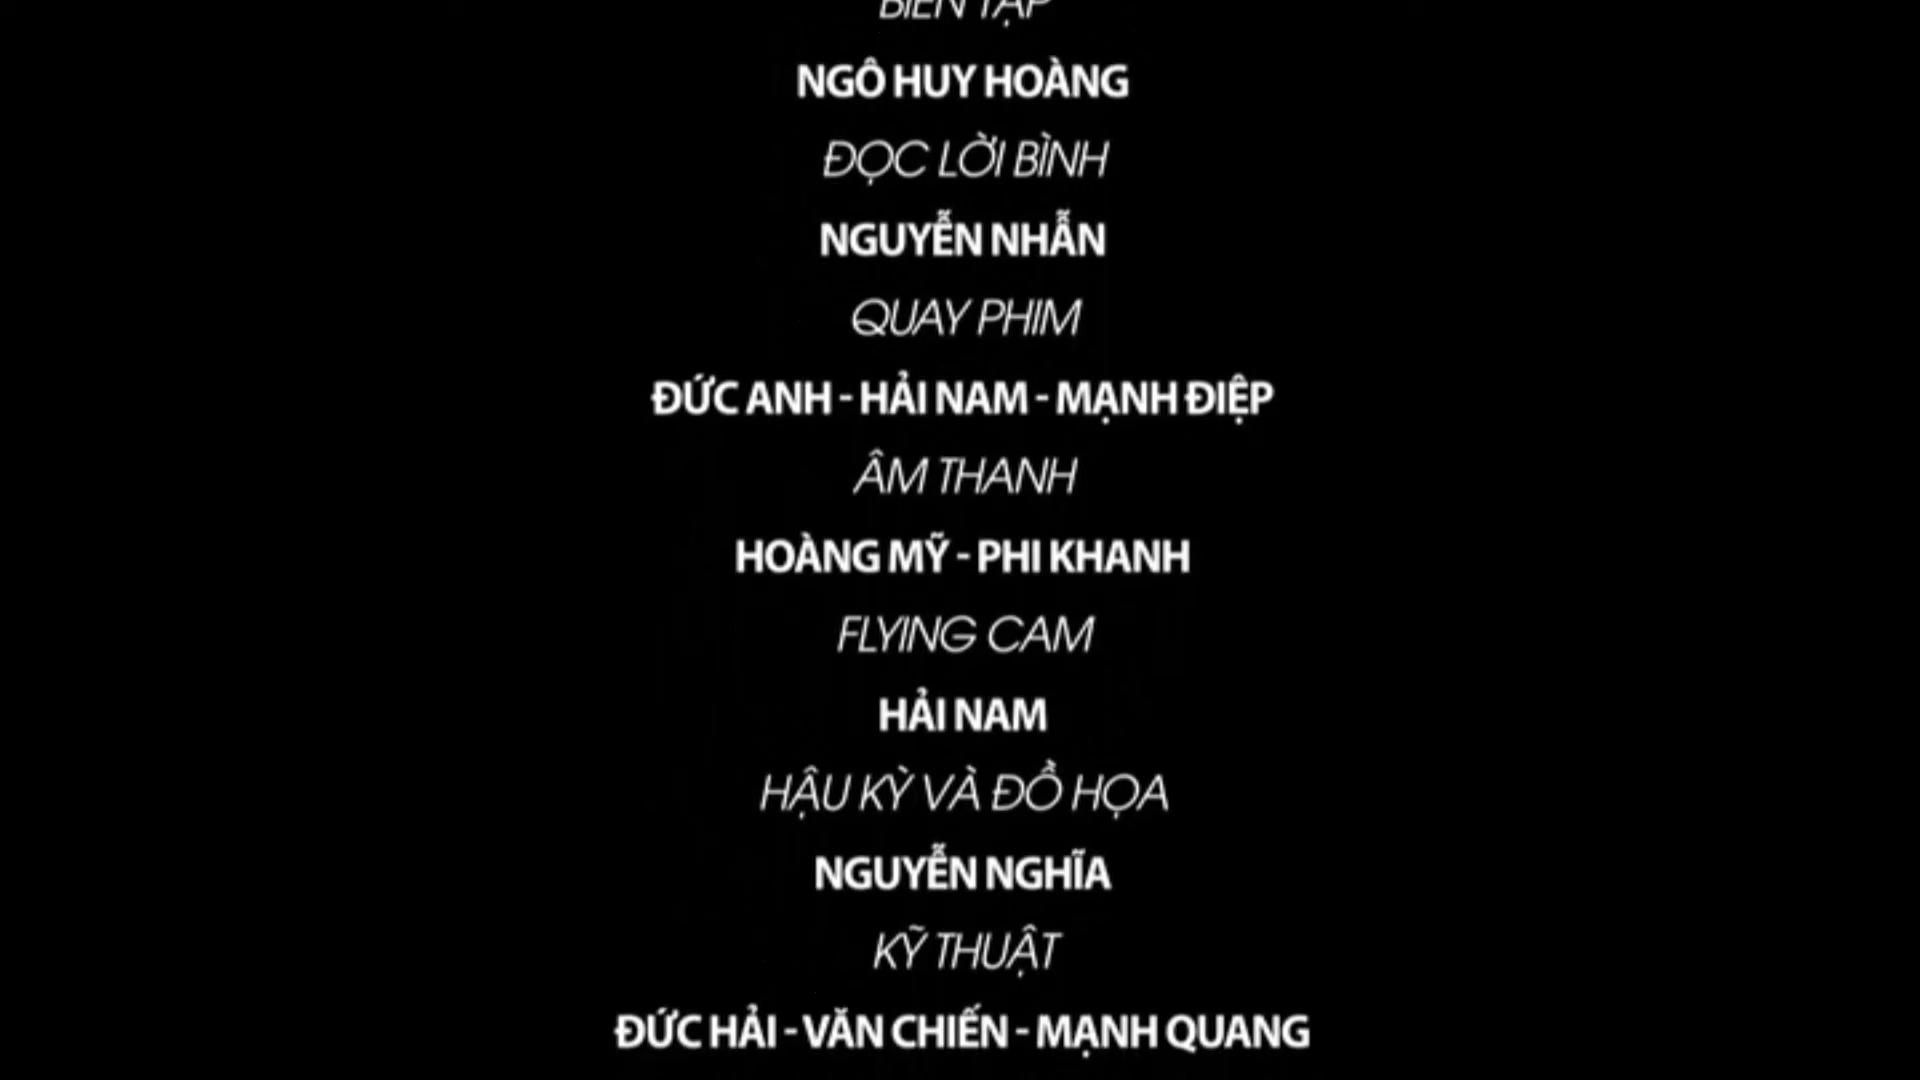 BIÊN TẬP
NGÔ HUY HOÀNG
ĐỌC LỜI BÌNH
NGUYỄN NHẪN
QUAY PHIM
ĐỨC ANH - HẢI NAM - MẠNH ĐIỆP
ÂM THANH
HOÀNG MỸ - PHI KHANH
FLYING CAM
HẢI NAM
HẬU KỲ VÀ ĐỒ HỌA
NGUYỄN NGHĨA
KỸ THUẬT
ĐỨC HẢI - VĂN CHIẾN - MẠNH QUANG